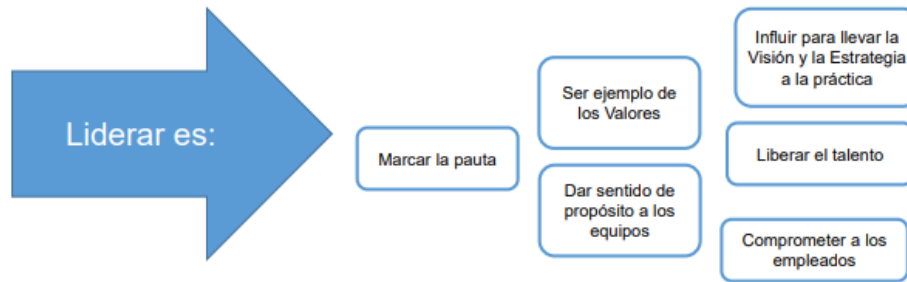 Liderar es:
Marcar la pauta
Ser ejemplo de
los Valores
Dar sentido de
propósito a los
equipos
Influir para llevar la
Visión y la Estrategia
a la práctica
Liberar el talento
Comprometer a los
empleados